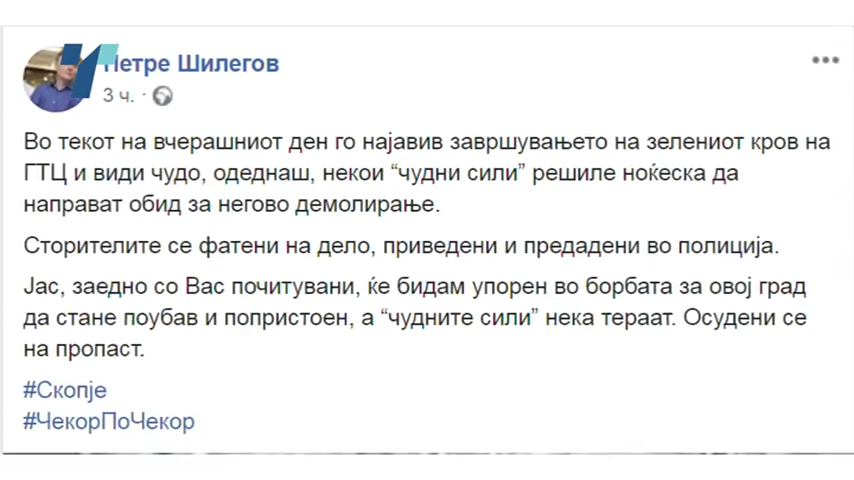 Петре Шилегов
3 ч. ·
Во текот на вчерашниот ден го најавив завршувањето на зелениот кров на
ГТЦ и види чудо, одеднаш, некои “чудни сили” решиле ноќеска да
направат обид за негово демолирање.
Сторителите се фатени на дело, приведени и предадени во полиција.
Јас, заедно со Вас почитувани, ќе бидам упорен во борбата за овој град
да стане поубав и попристоен, а “чудните сили” нека тераат. Осудени се
на пропаст.
#Скопје
#ЧекорПоЧекор